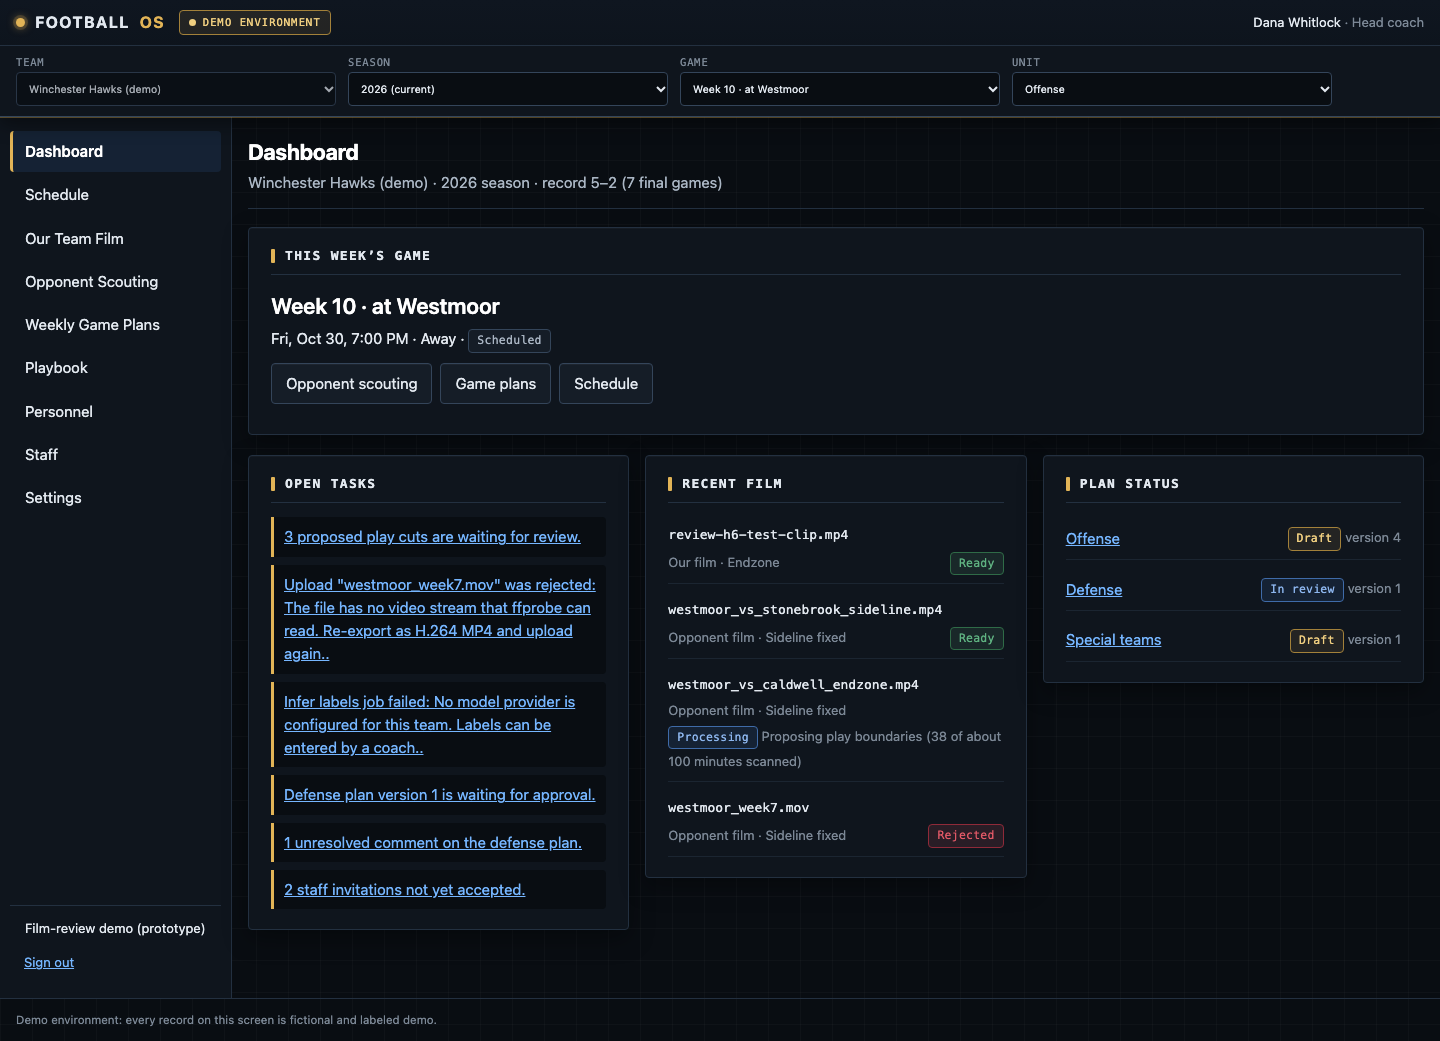 FOOTBALL OS
DEMO ENVIRONMENT
Dana Whitlock · Head coach
TEAM
Winchester Hawks (demo)
SEASON
2026 (current)
GAME
Week 10 · at Westmoor
UNIT
Offense
Dashboard
Schedule
Our Team Film
Opponent Scouting
Weekly Game Plans
Playbook
Personnel
Staff
Settings
Film-review demo (prototype)
Sign out
Dashboard
Winchester Hawks (demo) · 2026 season · record 5–2 (7 final games)
THIS WEEK’S GAME
Week 10 · at Westmoor
Fri, Oct 30, 7:00 PM · Away · Scheduled
Opponent scouting
Game plans
Schedule
OPEN TASKS
3 proposed play cuts are waiting for review.
Upload "westmoor_week7.mov" was rejected:
The file has no video stream that ffprobe can
read. Re-export as H.264 MP4 and upload
again..
Infer labels job failed: No model provider is
configured for this team. Labels can be
entered by a coach..
Defense plan version 1 is waiting for approval.
1 unresolved comment on the defense plan.
2 staff invitations not yet accepted.
RECENT FILM
review-h6-test-clip.mp4
Our film · Endzone
Ready
westmoor_vs_stonebrook_sideline.mp4
Opponent film · Sideline fixed
Ready
westmoor_vs_caldwell_endzone.mp4
Opponent film · Sideline fixed
Processing Proposing play boundaries (38 of about
100 minutes scanned)
westmoor_week7.mov
Opponent film · Sideline fixed
Rejected
PLAN STATUS
Offense
Draft version 4
Defense
In review version 1
Special teams
Draft version 1
Demo environment: every record on this screen is fictional and labeled demo.